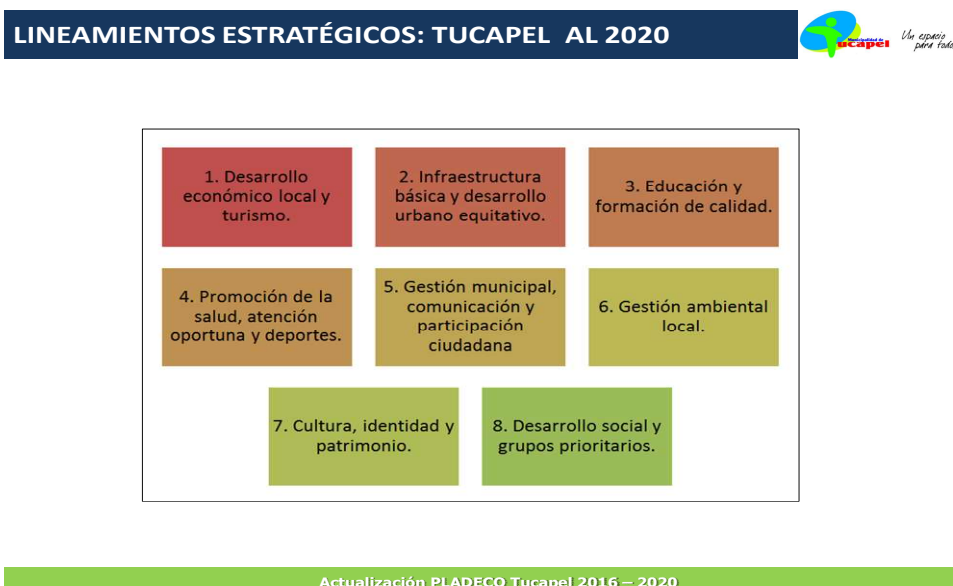 LINEAMIENTOS ESTRATÉGICOS: TUCAPEL AL 2020
Municipalidad de
Tucapel
Un espacio
para todos
1. Desarrollo
económico local y
turismo.
2. Infraestructura
básica y desarrollo
urbano equitativo.
3. Educación y
formación de calidad.
4. Promoción de la
salud, atención
oportuna y deportes.
5. Gestión municipal,
comunicación y
participación
ciudadana
6. Gestión ambiental
local.
7. Cultura, identidad y
patrimonio.
8. Desarrollo social y
grupos prioritarios.
Actualización PLADECO Tucapel 2016 – 2020